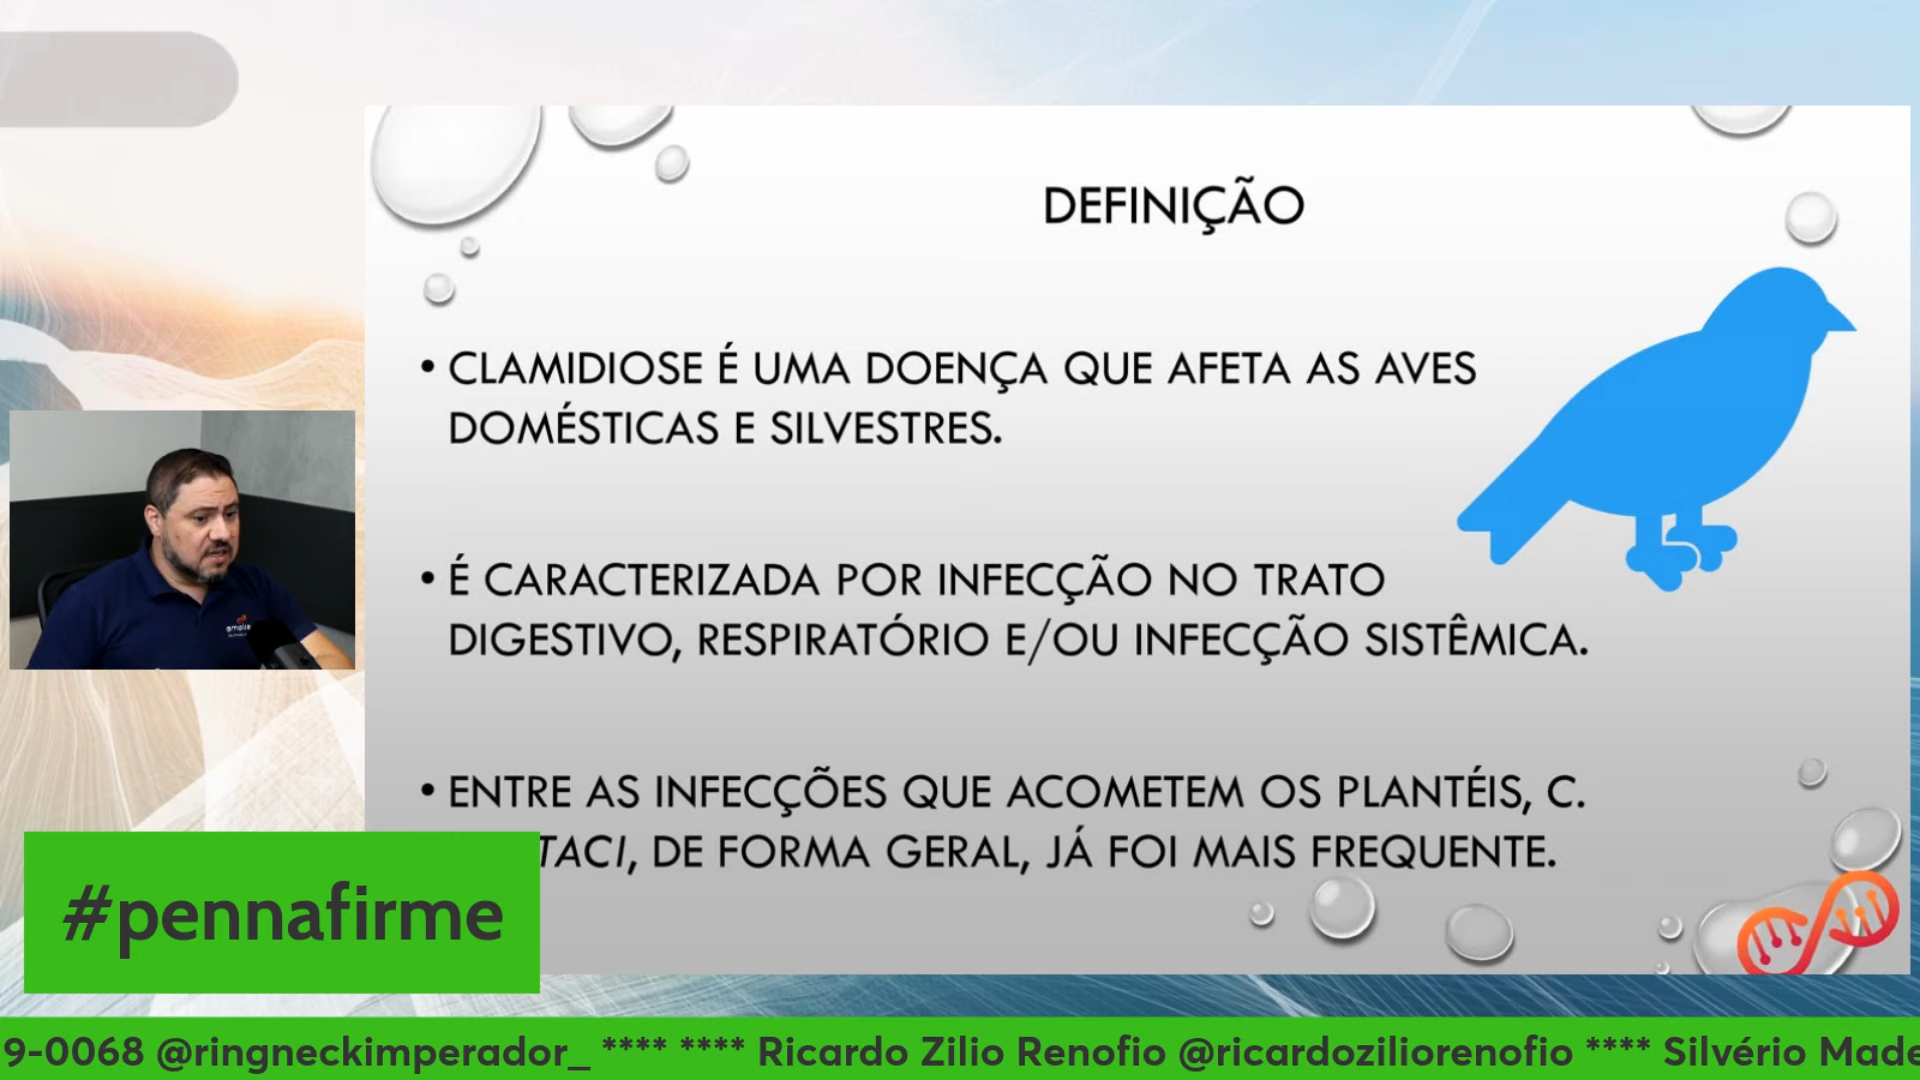 DEFINIÇÃO
• CLAMIDIOSE É UMA DOENÇA QUE AFETA AS AVES
DOMÉSTICAS E SILVESTRES.
• É CARACTERIZADA POR INFECÇÃO NO TRATO
DIGESTIVO, RESPIRATÓRIO E/OU INFECÇÃO SISTÊMICA.
• ENTRE AS INFECÇÕES QUE ACOMETEM OS PLANTÉIS, C.
TACI, DE FORMA GERAL, JÁ FOI MAIS FREQUENTE.
#pennafirme
9-0068 @ringneckimperador_ **** **** Ricardo Zilio Renofio @ricardoziliorenofio **** Silvério Made